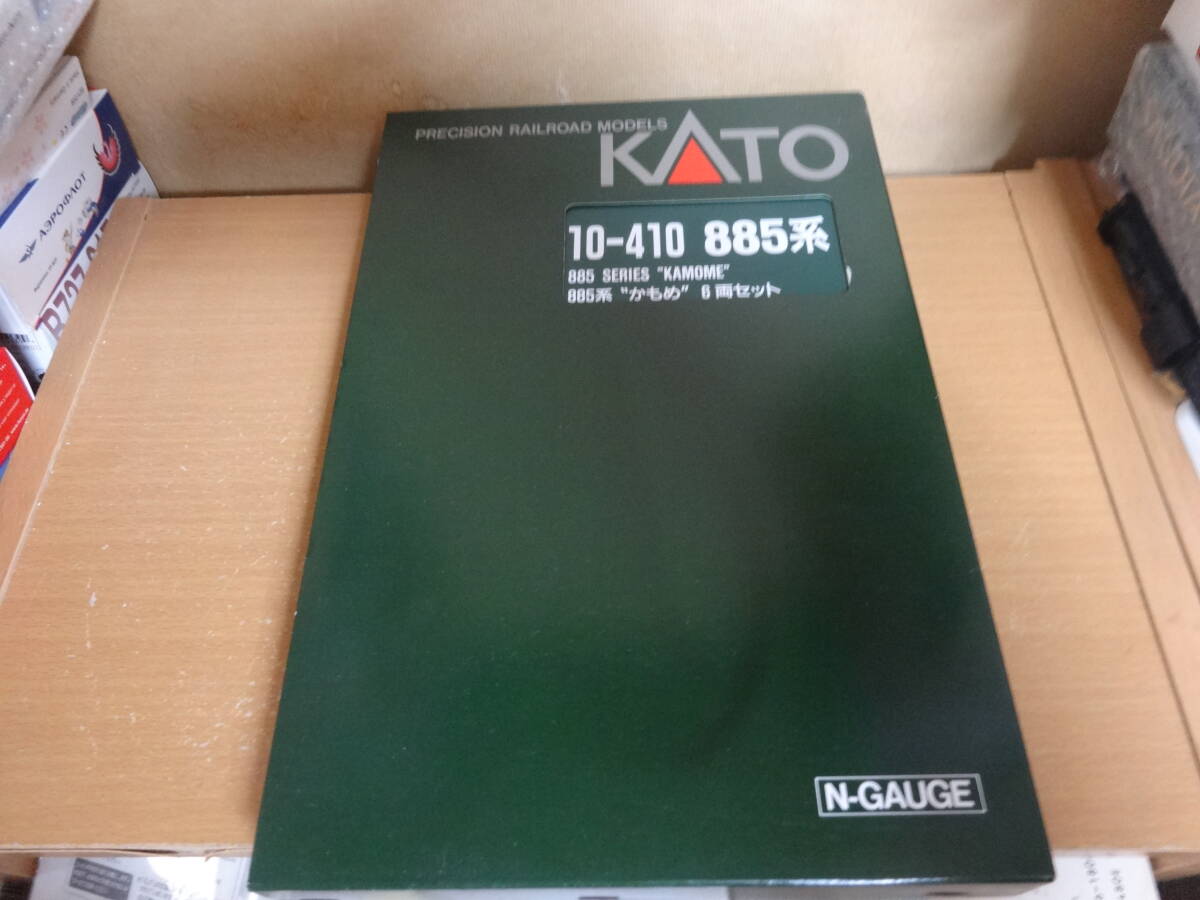 PRECISION RAILROAD MODELS
KATO
10-410 885系
885 SERIES "KAMOME"
885系 "かもめ" 6両セット
N-GAUGE
АЭРОФЛОТ